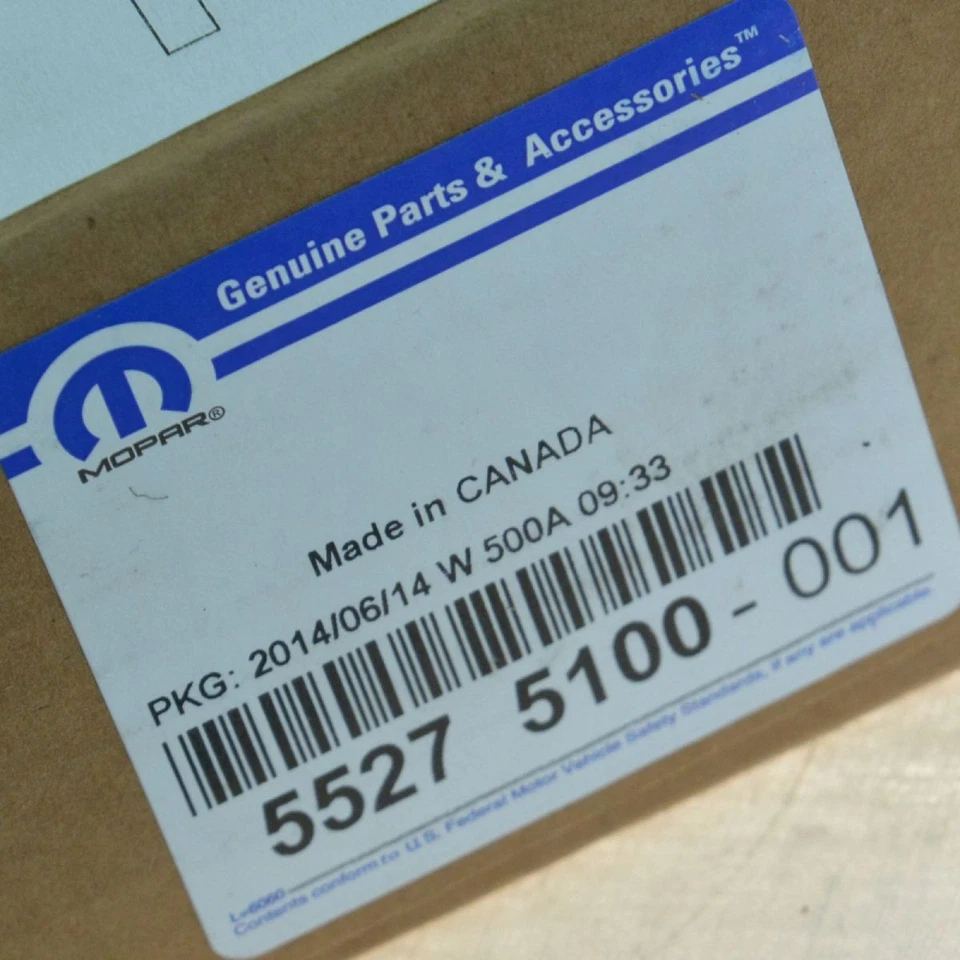 Genuine Parts & Accessories™
MOPAR®
Made in CANADA
PKG: 2014/06/14 W 500A 09:33
5527 5100 - 001
L-6060
Contents conform to U.S. Federal Motor Vehicle Safety Standards, if any are applicable.